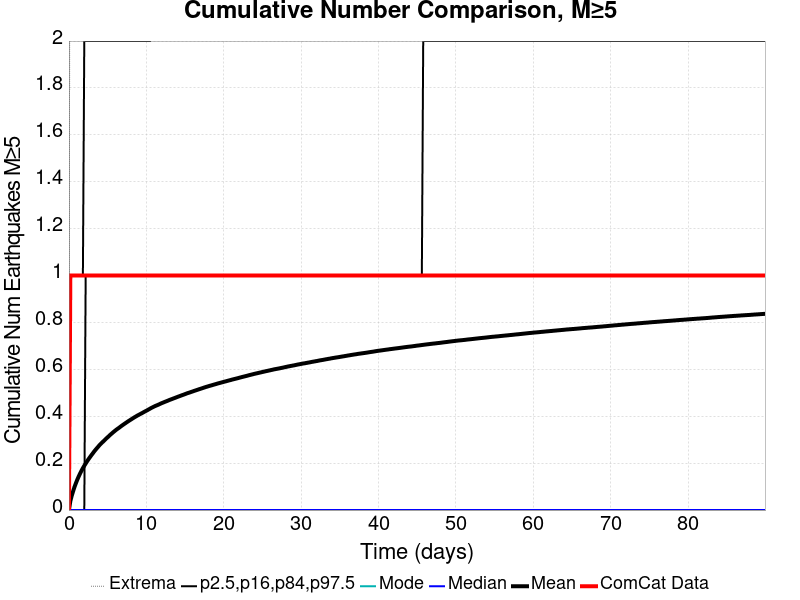 Cumulative Number Comparison, M≥5
Cumulative Num Earthquakes M≥5
2
1.8
1.6
1.4
1.2
1
0.8
0.6
0.4
0.2
0
0 10 20 30 40 50 60 70 80
Time (days)
Extrema p2.5,p16,p84,p97.5 Mode Median Mean ComCat Data